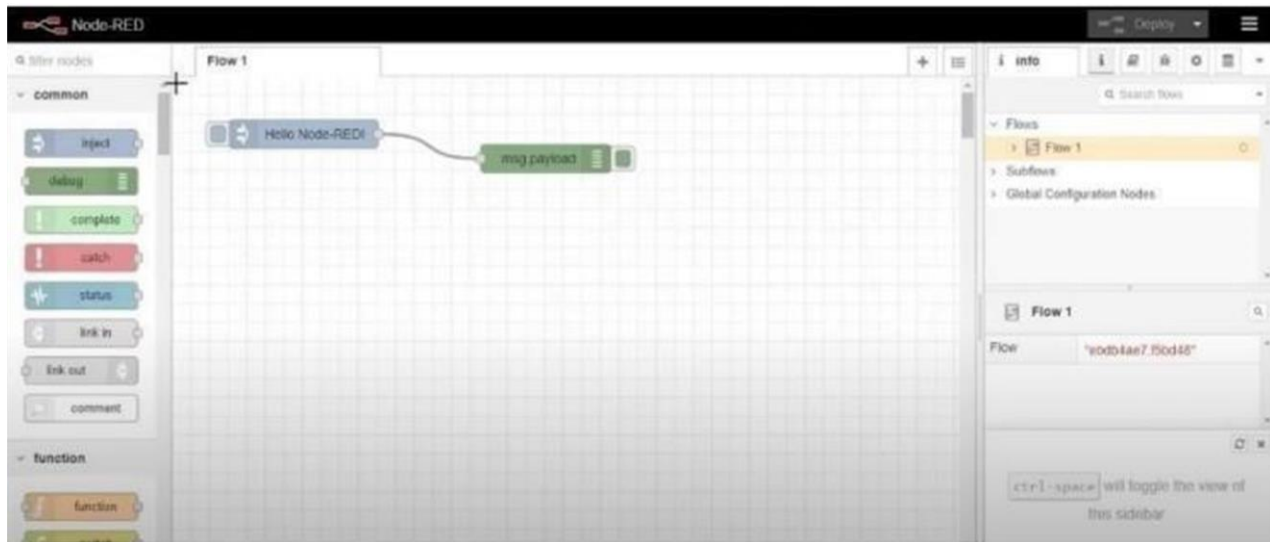 Node-RED
Deploy
filter nodes
Flow 1
info
Search flows
common
Flows
Flow 1
Hello Node-RED!
inject
msg.payload
debug
Subflows
Global Configuration Nodes
complete
catch
status
link in
Flow 1
link out
Flow
comment
function
ctrl-space will toggle the view of
this sidebar
function